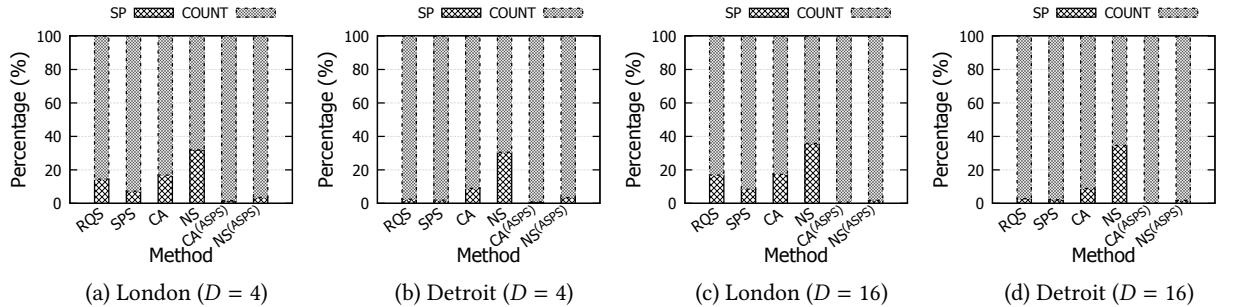 SP COUNT
100
80
60
40
20
0
Percentage (%)
RQS SPS CA NS CA(ASPS) NS(ASPS)
Method
(a) London (D = 4)
SP COUNT
100
80
60
40
20
0
Percentage (%)
RQS SPS CA NS CA(ASPS) NS(ASPS)
Method
(b) Detroit (D = 4)
SP COUNT
100
80
60
40
20
0
Percentage (%)
RQS SPS CA NS CA(ASPS) NS(ASPS)
Method
(c) London (D = 16)
SP COUNT
100
80
60
40
20
0
Percentage (%)
RQS SPS CA NS CA(ASPS) NS(ASPS)
Method
(d) Detroit (D = 16)